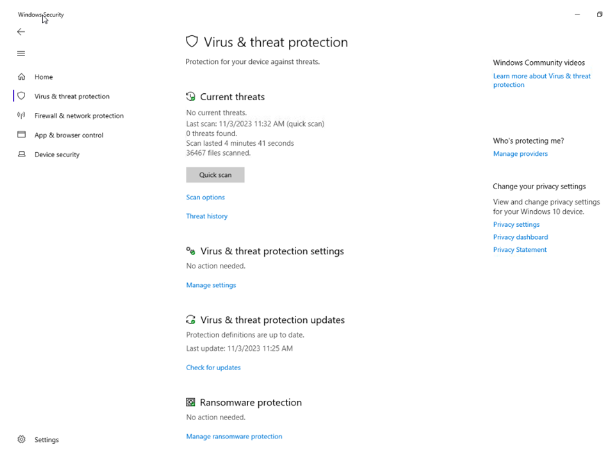 Windows Security
Home
Virus & threat protection
Firewall & network protection
App & browser control
Device security
Settings
Virus & threat protection
Protection for your device against threats.
Current threats
No current threats.
Last scan: 11/3/2023 11:32 AM (quick scan)
0 threats found.
Scan lasted 4 minutes 41 seconds
36467 files scanned.
Quick scan
Scan options
Threat history
Virus & threat protection settings
No action needed.
Manage settings
Virus & threat protection updates
Protection definitions are up to date.
Last update: 11/3/2023 11:25 AM
Check for updates
Ransomware protection
No action needed.
Manage ransomware protection
Windows Community videos
Learn more about Virus & threat
protection
Who's protecting me?
Manage providers
Change your privacy settings
View and change privacy settings
for your Windows 10 device.
Privacy settings
Privacy dashboard
Privacy Statement